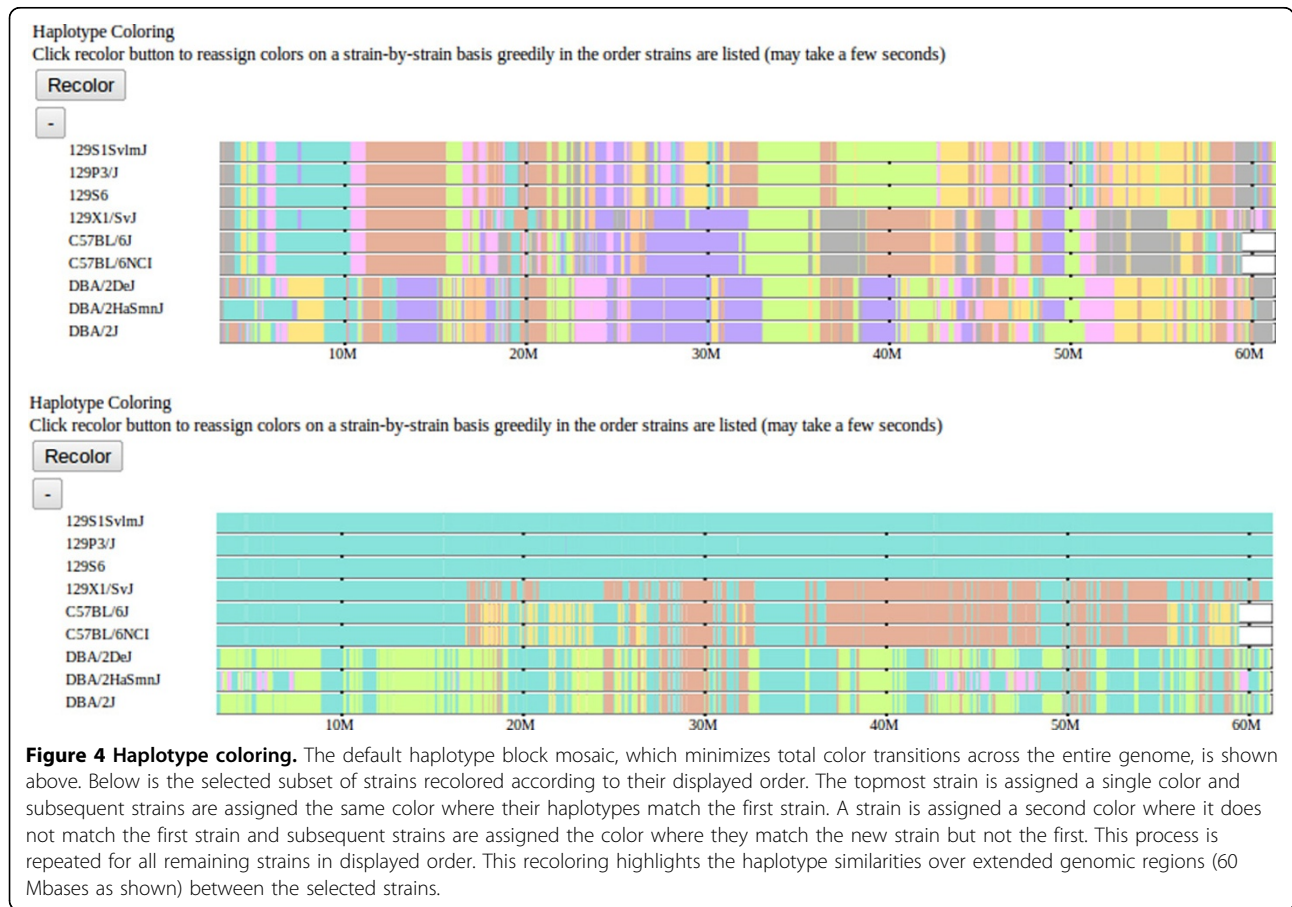 Haplotype Coloring
Click recolor button to reassign colors on a strain-by-strain basis greedily in the order strains are listed (may take a few seconds)
Recolor
-
129S1SvlmJ
129P3/J
129S6
129X1/SvJ
C57BL/6J
C57BL/6NCI
DBA/2DeJ
DBA/2HaSmnJ
DBA/2J
10M 20M 30M 40M 50M 60M
Haplotype Coloring
Click recolor button to reassign colors on a strain-by-strain basis greedily in the order strains are listed (may take a few seconds)
Recolor
-
129S1SvlmJ
129P3/J
129S6
129X1/SvJ
C57BL/6J
C57BL/6NCI
DBA/2DeJ
DBA/2HaSmnJ
DBA/2J
10M 20M 30M 40M 50M 60M
Figure 4 Haplotype coloring. The default haplotype block mosaic, which minimizes total color transitions across the entire genome, is shown
above. Below is the selected subset of strains recolored according to their displayed order. The topmost strain is assigned a single color and
subsequent strains are assigned the same color where their haplotypes match the first strain. A strain is assigned a second color where it does
not match the first strain and subsequent strains are assigned the color where they match the new strain but not the first. This process is
repeated for all remaining strains in displayed order. This recoloring highlights the haplotype similarities over extended genomic regions (60
Mbases as shown) between the selected strains.